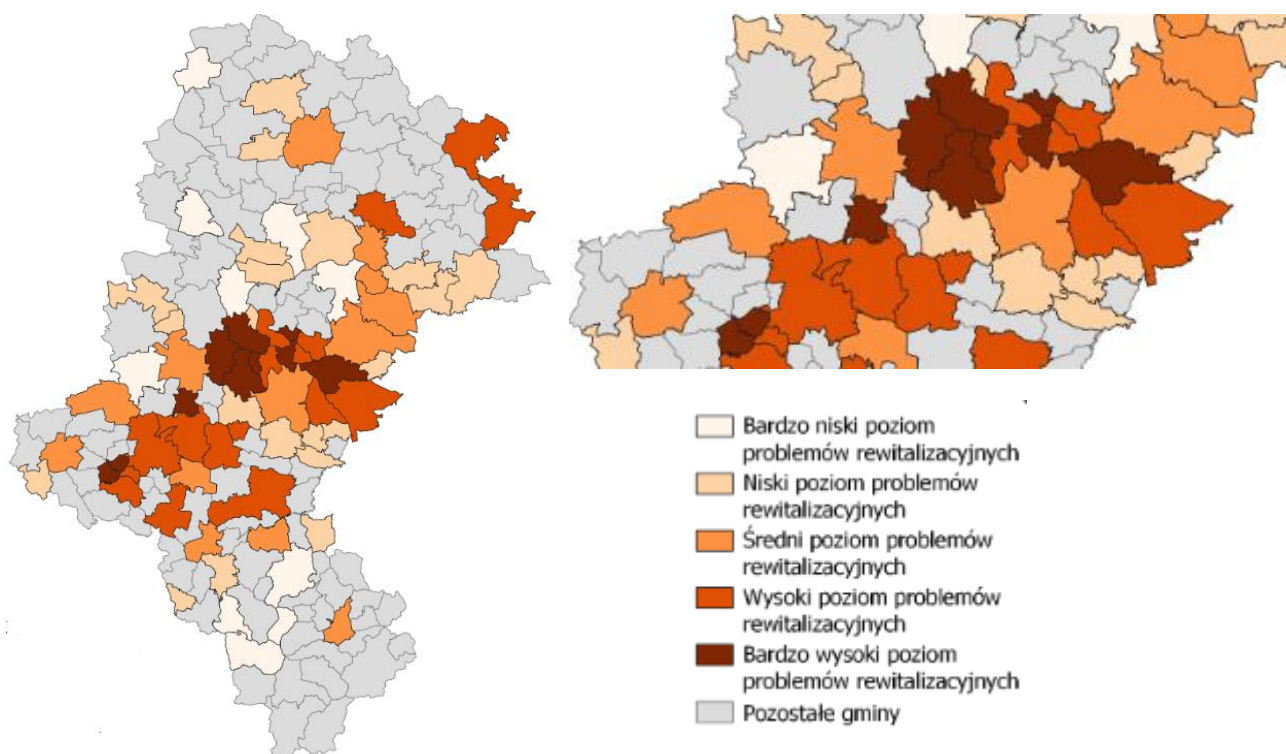 Bardzo niski poziom
problemów rewitalizacyjnych
Niski poziom problemów
rewitalizacyjnych
Średni poziom problemów
rewitalizacyjnych
Wysoki poziom problemów
rewitalizacyjnych
Bardzo wysoki poziom
problemów rewitalizacyjnych
Pozostałe gminy